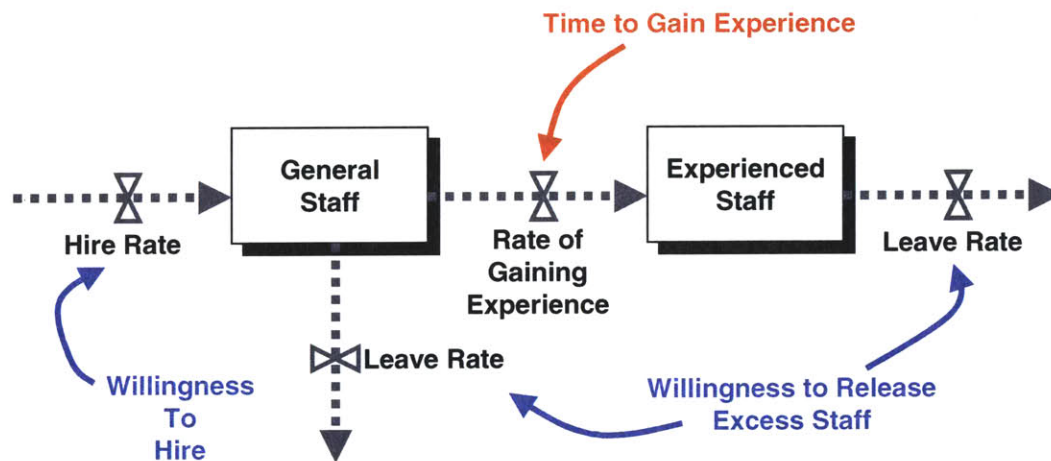 Time to Gain Experience
General
Staff
Experienced
Staff
Hire Rate
Rate of
Gaining
Experience
Leave Rate
Leave Rate
Willingness
To
Hire
Willingness to Release
Excess Staff